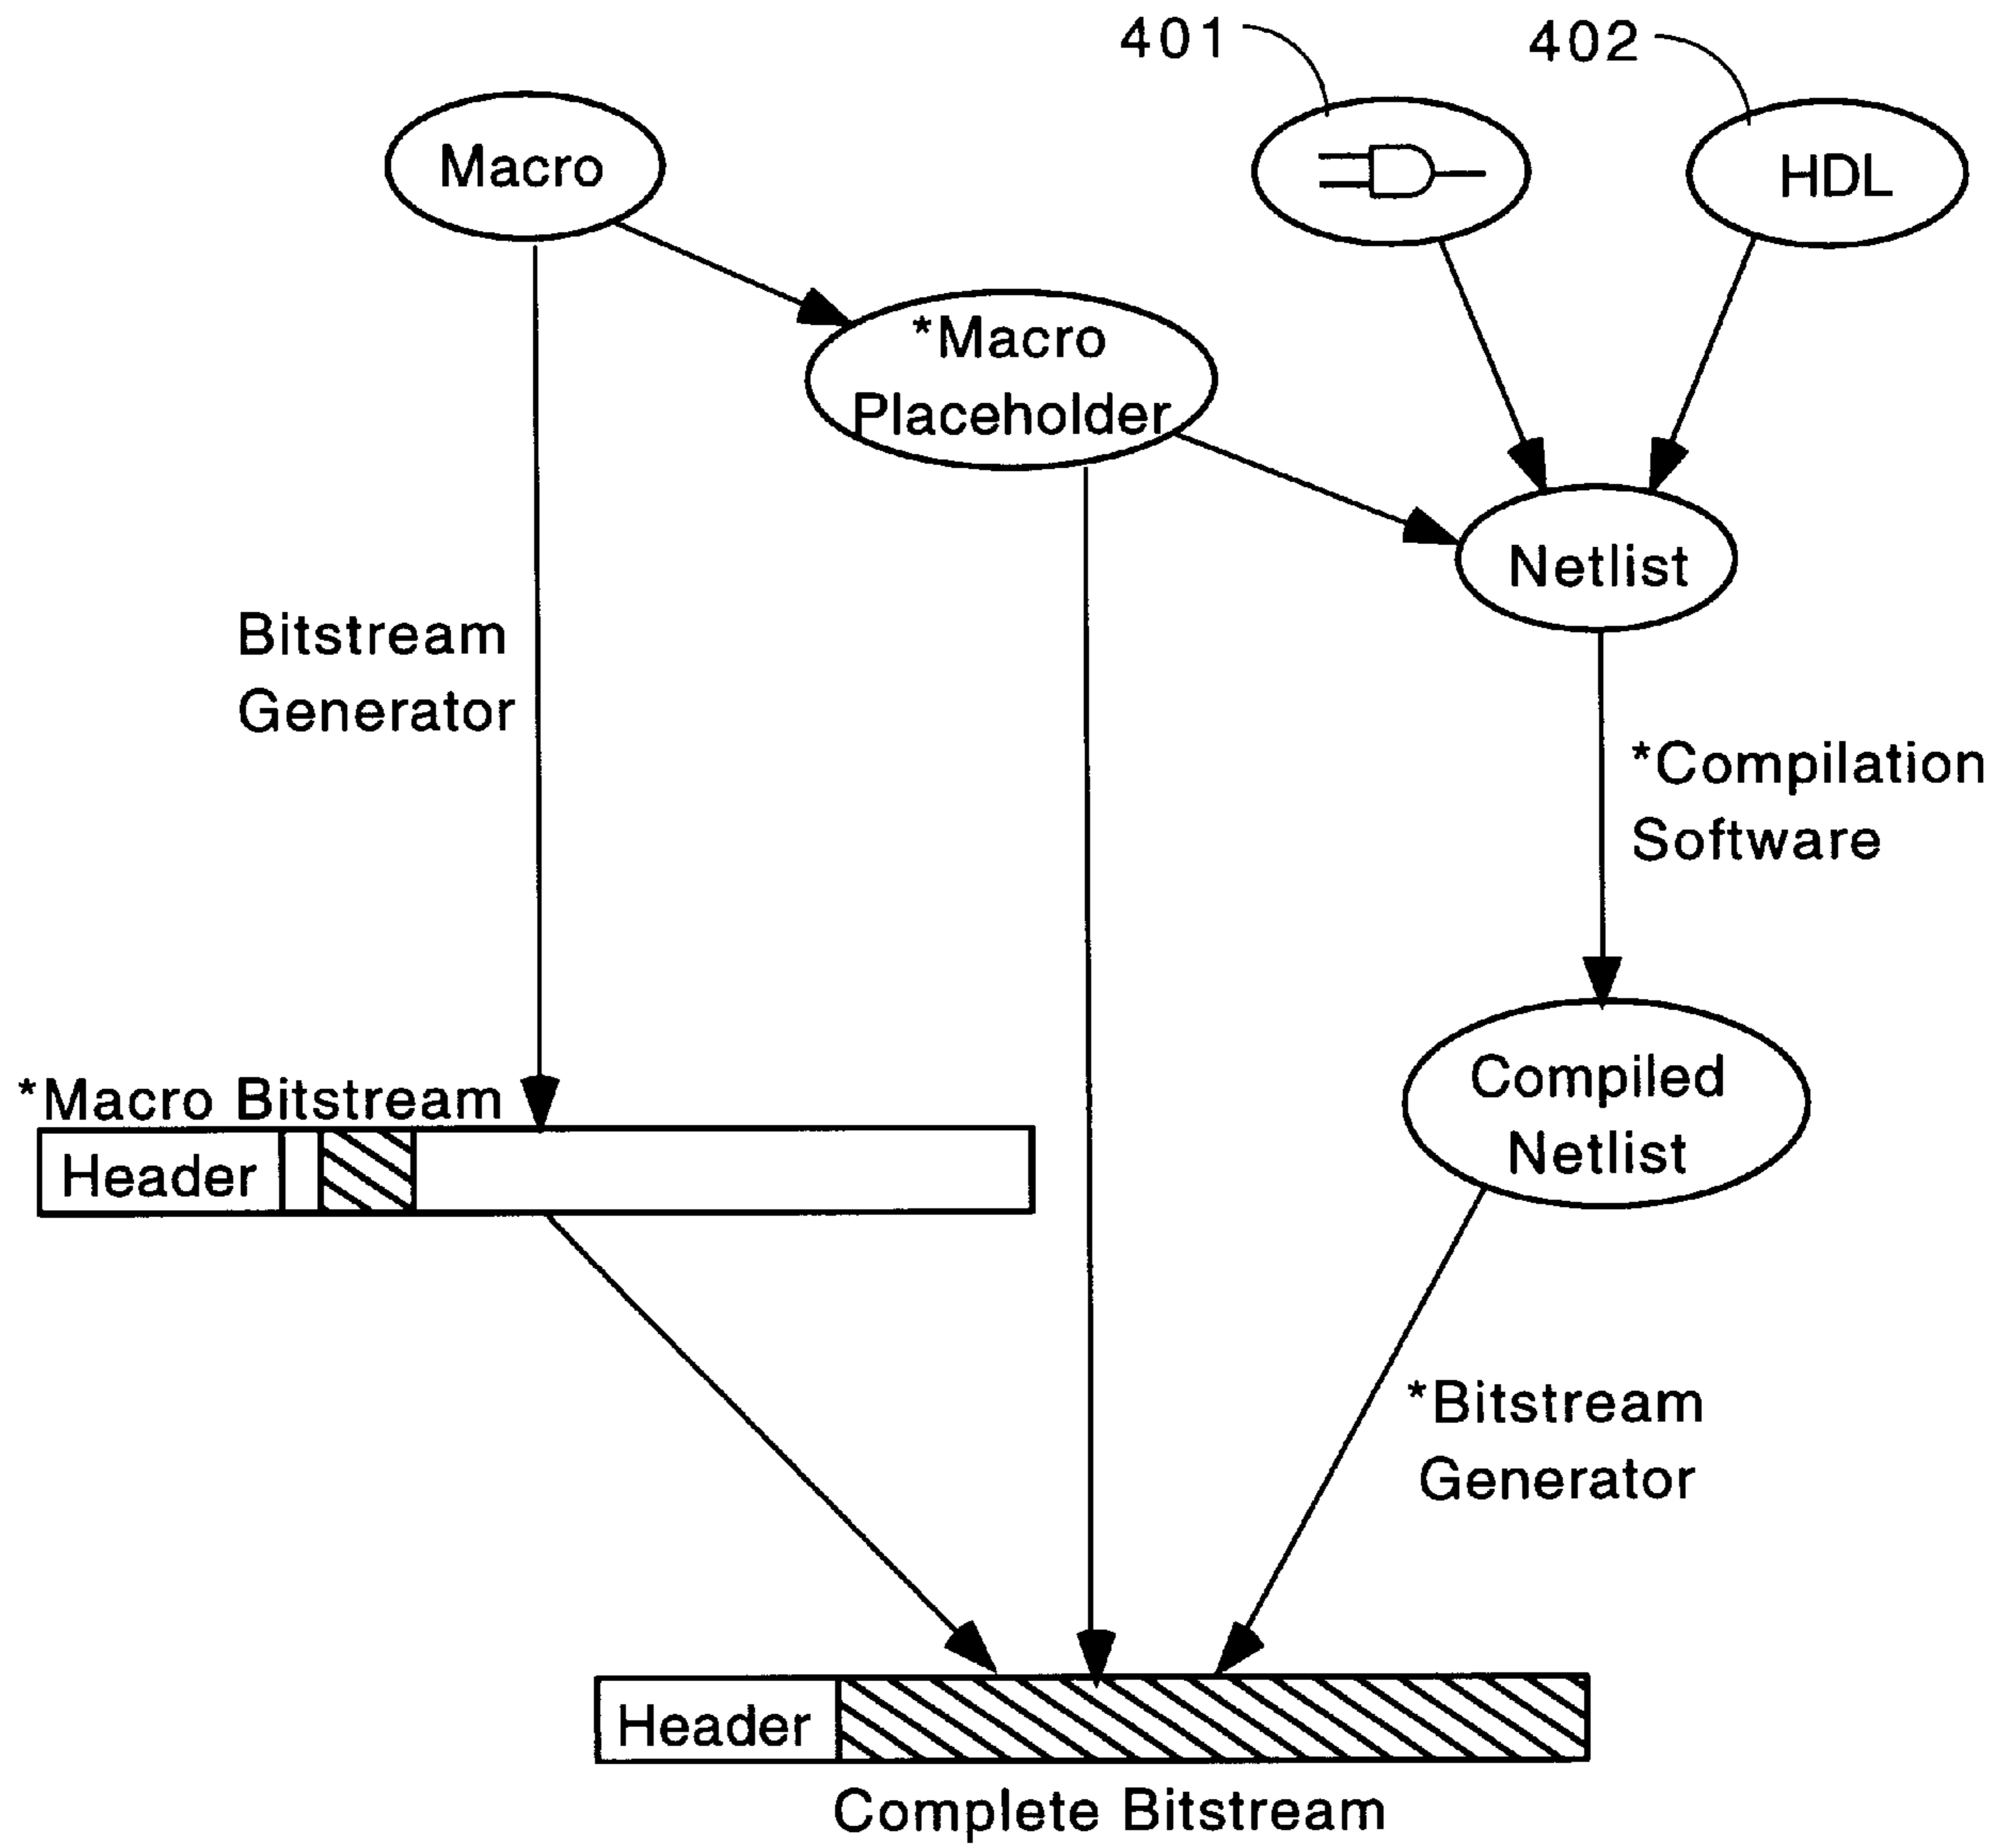 401
402
Macro
HDL
*Macro
Placeholder
Netlist
Bitstream
Generator
*Compilation
Software
*Macro Bitstream
Header
Compiled
Netlist
*Bitstream
Generator
Header
Complete Bitstream